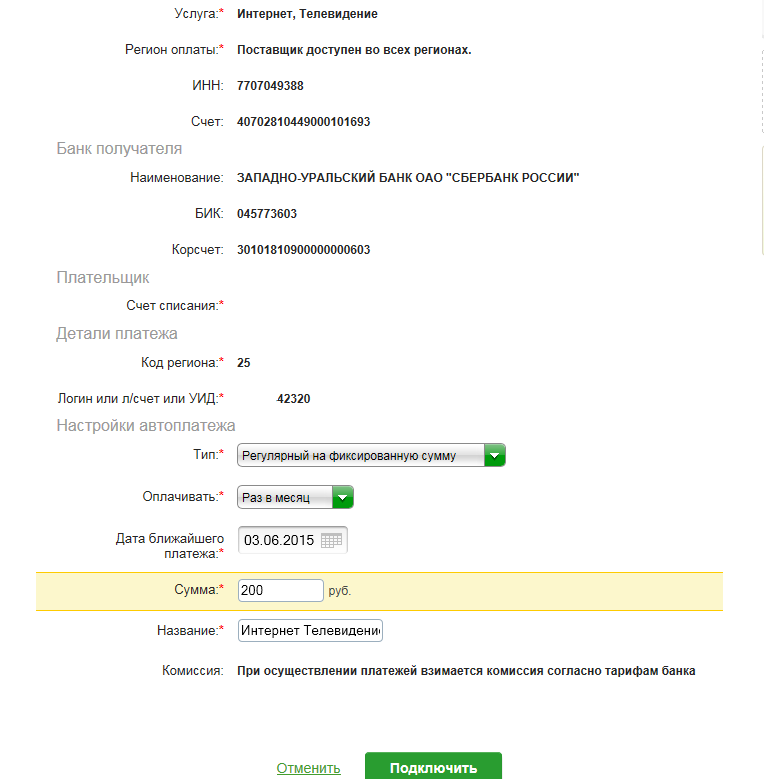 Услуга:* Интернет, Телевидение
Регион оплаты:* Поставщик доступен во всех регионах.
ИНН: 7707049388
Счет: 40702810449000101693
Банк получателя
Наименование: ЗАПАДНО-УРАЛЬСКИЙ БАНК ОАО "СБЕРБАНК РОССИИ"
БИК: 045773603
Корсчет: 30101810900000000603
Плательщик
Счет списания:*
Детали платежа
Код региона:* 25
Логин или л/счет или УИД:* 42320
Настройки автоплатежа
Тип:* Регулярный на фиксированную сумму
Оплачивать:* Раз в месяц
Дата ближайшего
платежа:* 03.06.2015
Сумма:* 200 руб.
Название:* Интернет Телевидени
Комиссия: При осуществлении платежей взимается комиссия согласно тарифам банка
Отменить Подключить